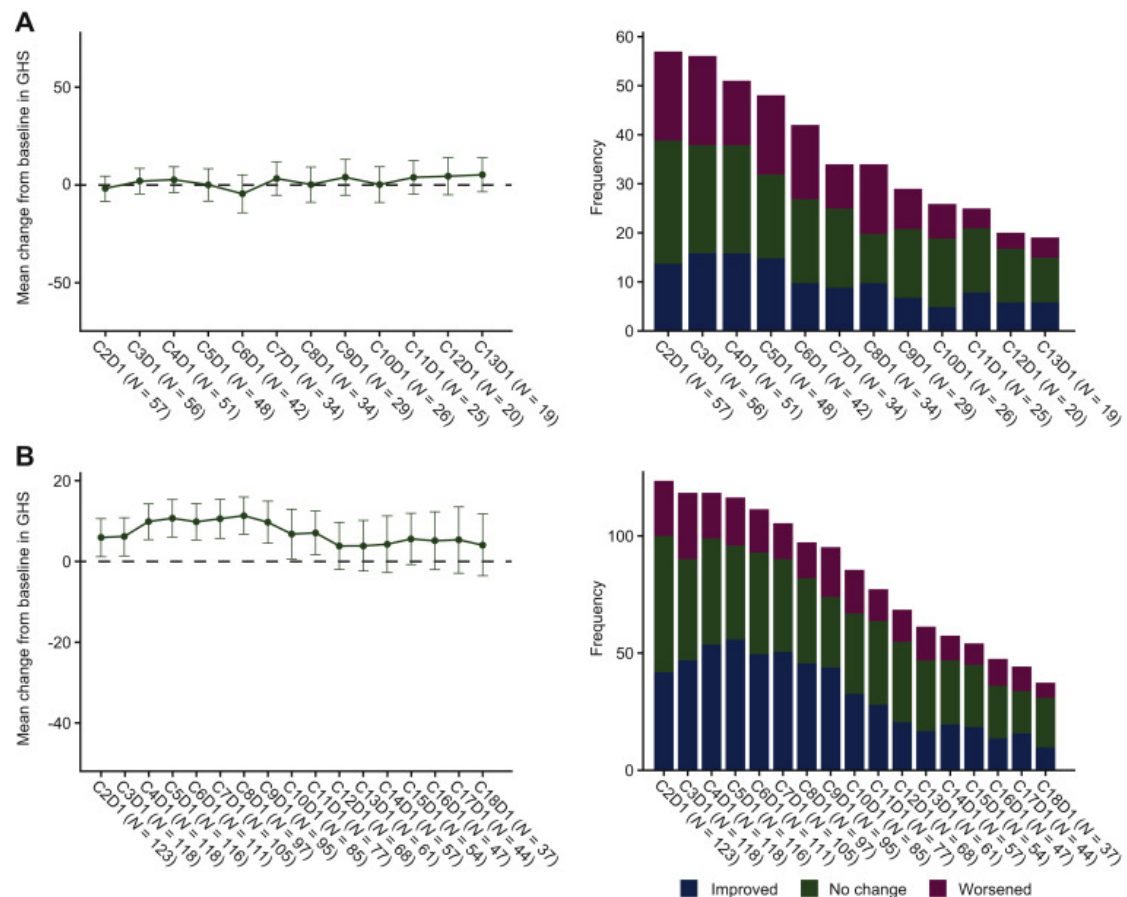 A
Mean change from baseline in GHS
50
0
-50
C2D1 (N = 57)
C3D1 (N = 56)
C4D1 (N = 51)
C5D1 (N = 48)
C6D1 (N = 42)
C7D1 (N = 34)
C8D1 (N = 34)
C9D1 (N = 29)
C10D1 (N = 26)
C11D1 (N = 25)
C12D1 (N = 20)
C13D1 (N = 19)
Frequency
60
50
40
30
20
10
0
C2D1 (N = 57)
C3D1 (N = 56)
C4D1 (N = 51)
C5D1 (N = 48)
C6D1 (N = 42)
C7D1 (N = 34)
C8D1 (N = 34)
C9D1 (N = 29)
C10D1 (N = 26)
C11D1 (N = 25)
C12D1 (N = 20)
C13D1 (N = 19)
B
Mean change from baseline in GHS
20
0
-20
-40
C2D1 (N = 123)
C3D1 (N = 118)
C4D1 (N = 118)
C5D1 (N = 116)
C6D1 (N = 111)
C7D1 (N = 105)
C8D1 (N = 97)
C9D1 (N = 95)
C10D1 (N = 85)
C11D1 (N = 77)
C12D1 (N = 68)
C13D1 (N = 61)
C14D1 (N = 57)
C15D1 (N = 54)
C16D1 (N = 47)
C17D1 (N = 44)
C18D1 (N = 37)
Frequency
100
50
0
C2D1 (N = 123)
C3D1 (N = 118)
C4D1 (N = 118)
C5D1 (N = 116)
C6D1 (N = 111)
C7D1 (N = 105)
C8D1 (N = 97)
C9D1 (N = 95)
C10D1 (N = 85)
C11D1 (N = 77)
C12D1 (N = 68)
C13D1 (N = 61)
C14D1 (N = 57)
C15D1 (N = 54)
C16D1 (N = 47)
C17D1 (N = 44)
C18D1 (N = 37)
Improved No change Worsened